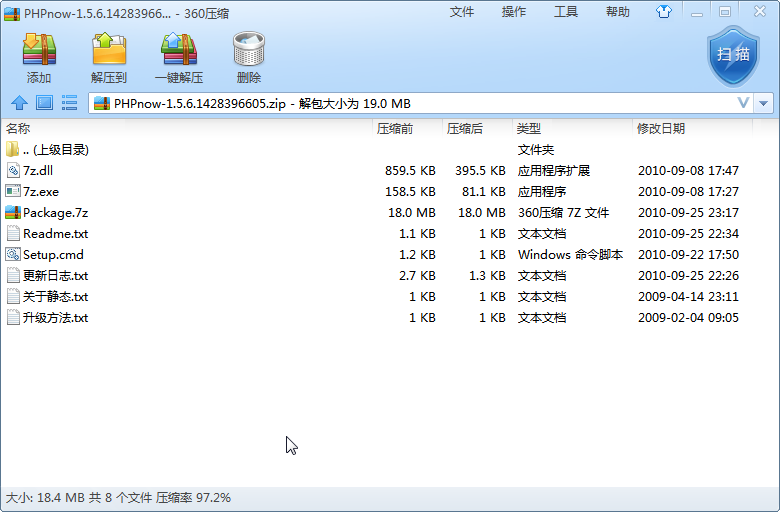 PHPnow-1.5.6.14283966... - 360压缩 文件 操作 工具 帮助
添加 解压到 一键解压 删除 扫描
PHPnow-1.5.6.1428396605.zip - 解包大小为 19.0 MB
名称 压缩前 压缩后 类型 修改日期
.. (上级目录) 文件夹
7z.dll 859.5 KB 395.5 KB 应用程序扩展 2010-09-08 17:47
7z.exe 158.5 KB 81.1 KB 应用程序 2010-09-08 17:27
Package.7z 18.0 MB 18.0 MB 360压缩 7Z 文件 2010-09-25 23:17
Readme.txt 1.1 KB 1 KB 文本文档 2010-09-25 22:34
Setup.cmd 1.2 KB 1 KB Windows 命令脚本 2010-09-22 17:50
更新日志.txt 2.7 KB 1.3 KB 文本文档 2010-09-25 22:26
关于静态.txt 1 KB 1 KB 文本文档 2009-04-14 23:11
升级方法.txt 1 KB 1 KB 文本文档 2009-02-04 09:05
大小: 18.4 MB 共 8 个文件 压缩率 97.2%